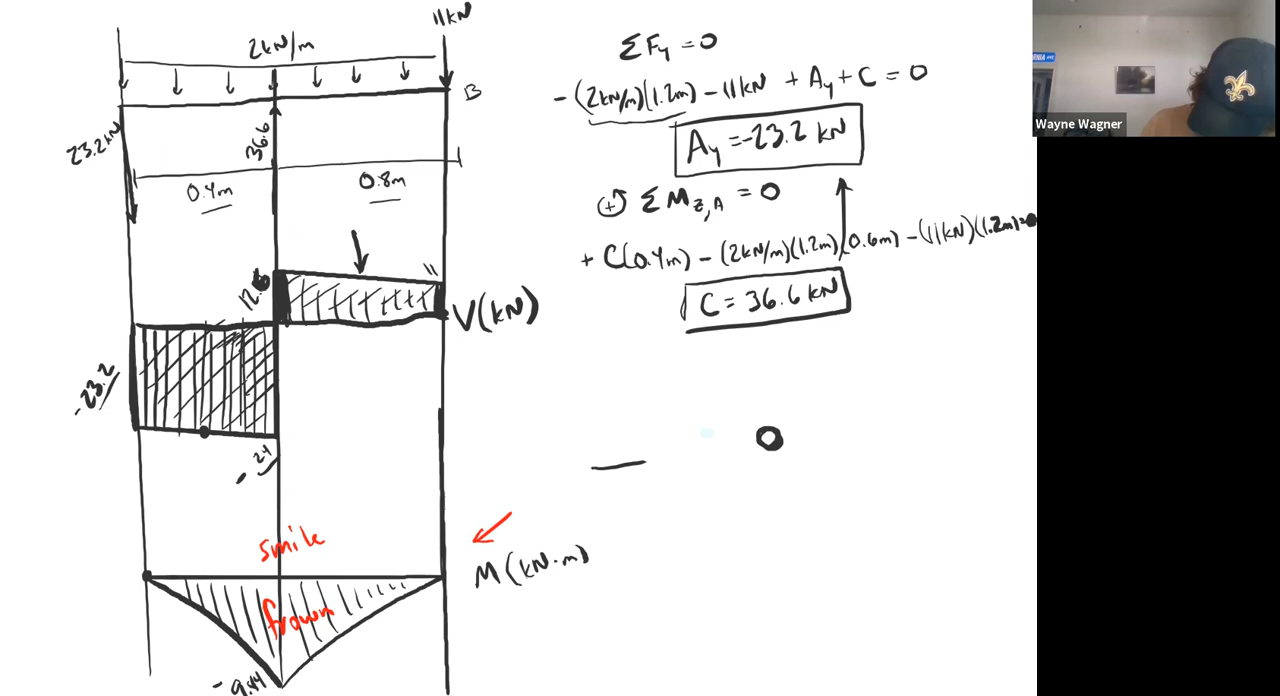 11kN
2kN/m
B
23.2kN
36.6
0.4m
0.8m
12.6
11
V(kN)
-23.2
-24
smile
M(kN·m)
frown
-9.44
ΣFy = 0
-(2kN/m)(1.2m) - 11kN + Ay + C = 0
Ay = -23.2 kN
(+) ΣMz,A = 0
+ C(0.4m) - (2kN/m)(1.2m)(0.6m) - (11kN)(1.2m)=0
C = 36.6 kN
0
Wayne Wagner